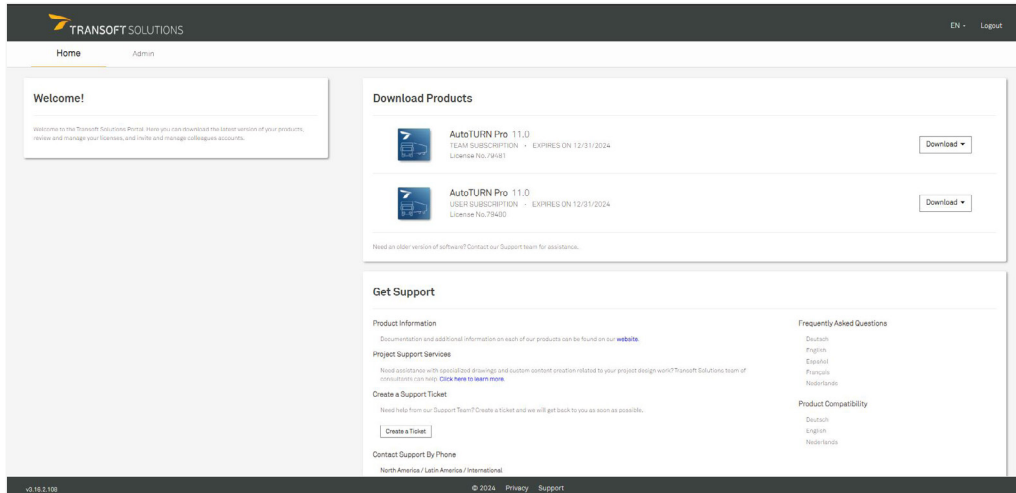 TRANSOFT SOLUTIONS
EN
Logout
Home
Admin
Welcome!
Welcome to the Transoft Solutions Portal. Here you can download the latest version of your products,
review and manage your licenses, and invite and manage colleagues accounts.
Download Products
AutoTURN Pro 11.0
TEAM SUBSCRIPTION • EXPIRES ON 12/31/2024
License No.79461
Download
AutoTURN Pro 11.0
USER SUBSCRIPTION • EXPIRES ON 12/31/2024
License No.79460
Download
Need an older version of software? Contact our Support team for assistance.
Get Support
Product Information
Documentation and additional information on each of our products can be found on our website.
Project Support Services
Need assistance with specialized drawings and custom content creation related to your project design work? Transoft Solutions team of
consultants can help. Click here to learn more.
Create a Support Ticket
Need help from our Support Team? Create a ticket and we will get back to you as soon as possible.
Create a Ticket
Contact Support By Phone
North America / Latin America / International
Frequently Asked Questions
Deutsch
English
Español
Français
Nederlands
Product Compatibility
Deutsch
English
Nederlands
v3.16.2.108
© 2024 Privacy Support